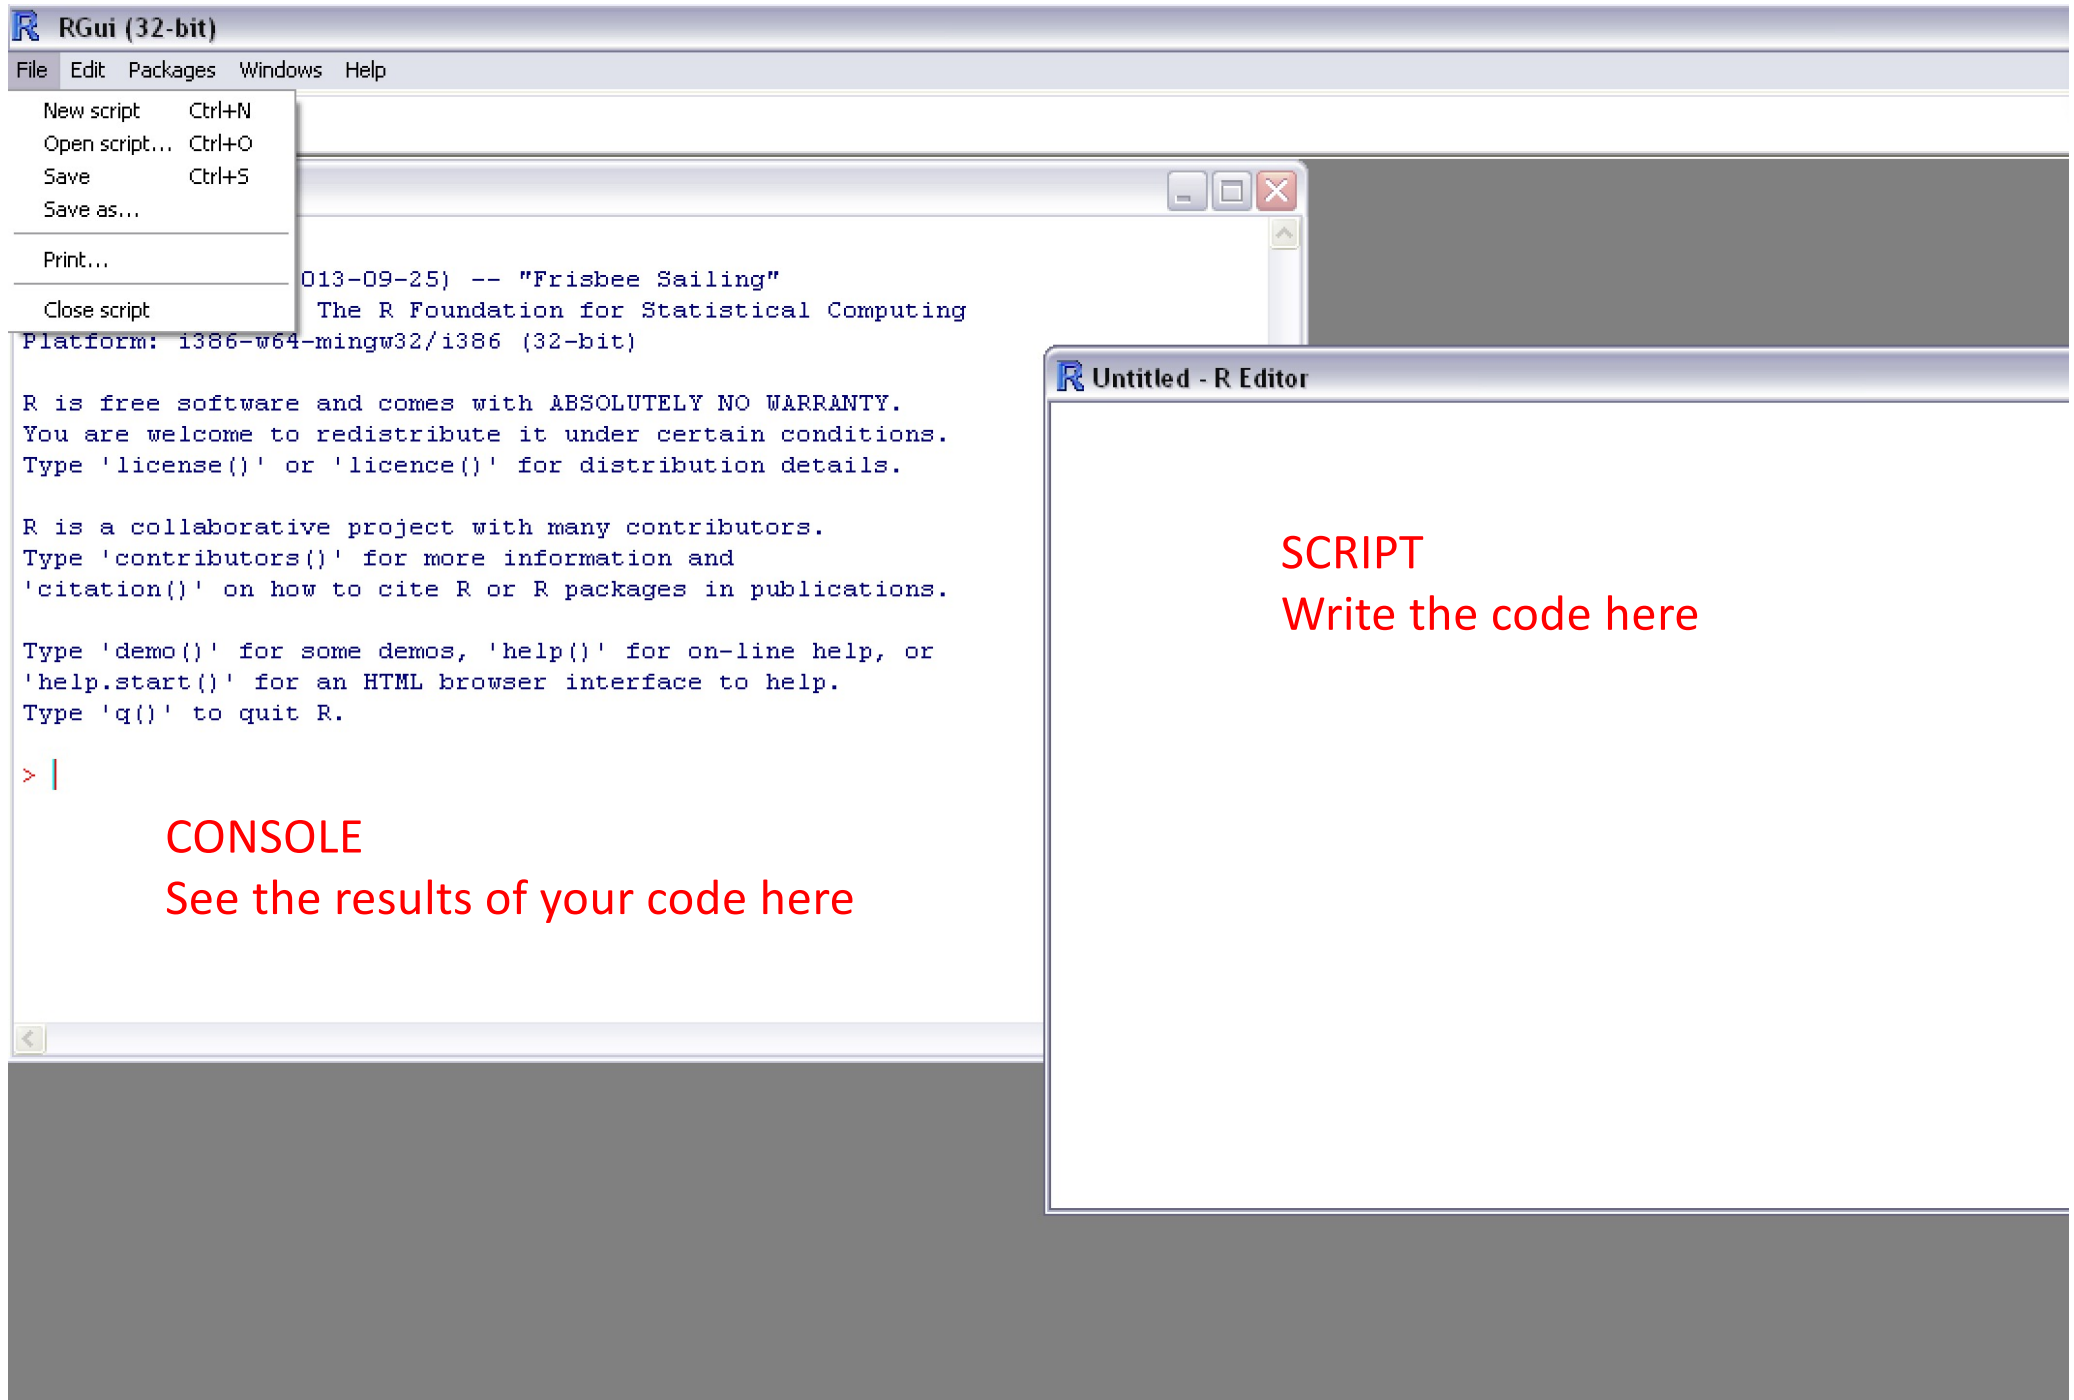 RGui (32-bit)
File Edit Packages Windows Help
New script Ctrl+N
Open script... Ctrl+O
Save Ctrl+S
Save as...
Print...
Close script
013-09-25) -- "Frisbee Sailing"
The R Foundation for Statistical Computing
Platform: i386-w64-mingw32/i386 (32-bit)
R is free software and comes with ABSOLUTELY NO WARRANTY.
You are welcome to redistribute it under certain conditions.
Type 'license()' or 'licence()' for distribution details.
R is a collaborative project with many contributors.
Type 'contributors()' for more information and
'citation()' on how to cite R or R packages in publications.
Type 'demo()' for some demos, 'help()' for on-line help, or
'help.start()' for an HTML browser interface to help.
Type 'q()' to quit R.
>
CONSOLE
See the results of your code here
Untitled - R Editor
SCRIPT
Write the code here